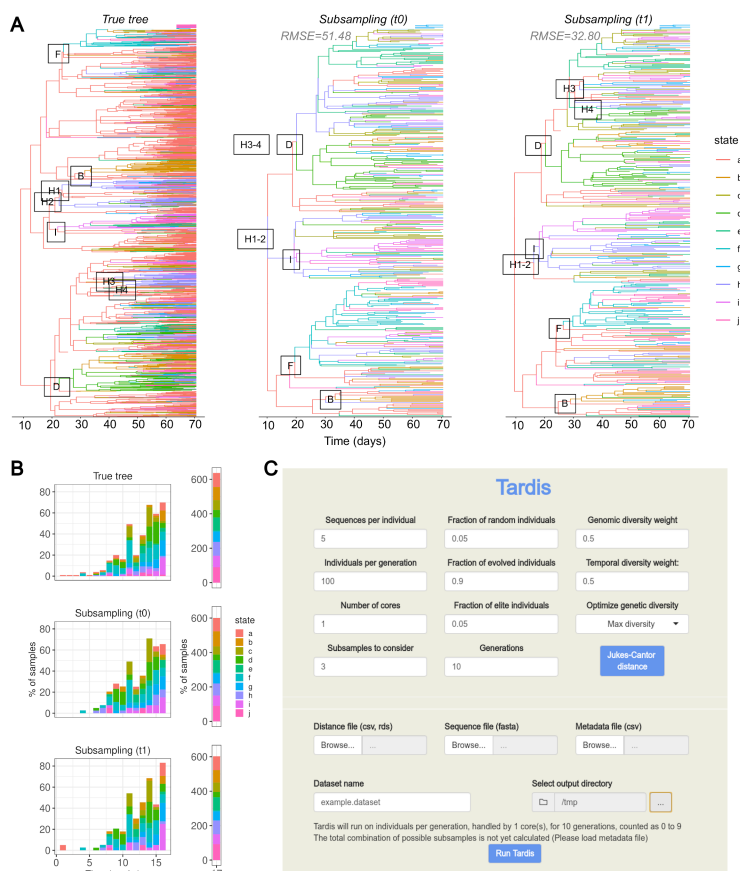 A
True tree
Subsampling (t0)
RMSE=51.48
Subsampling (t1)
RMSE=32.80
F
B
H1
H2
I
H3
H4
D
H3-4
D
H1-2
I
F
B
H3
H4
D
I
H1-2
F
B
state
a
b
c
d
e
f
g
h
i
j
10 20 30 40 50 60 70
10 20 30 40 50 60 70
10 20 30 40 50 60 70
Time (days)
B
True tree
80
60
40
20
0
600
400
200
0
Subsampling (t0)
80
60
40
20
0
600
400
200
0
% of samples
% of samples
state
a
b
c
d
e
f
g
h
i
j
Subsampling (t1)
80
60
40
20
0
600
400
200
0
0 5 10 15
C
Tardis
Sequences per individual Fraction of random individuals Genomic diversity weight
5 0.05 0.5
Individuals per generation Fraction of evolved individuals Temporal diversity weight:
100 0.9 0.5
Number of cores Fraction of elite individuals Optimize genetic diversity
1 0.05 Max diversity
Subsamples to consider Generations
3 10
Jukes-Cantor
distance
Distance file (csv, rds) Sequence file (fasta) Metadata file (csv)
Browse... ... Browse... ... Browse... ...
Dataset name Select output directory
example.dataset /tmp ...
Tardis will run on individuals per generation, handled by 1 core(s), for 10 generations, counted as 0 to 9
The total combination of possible subsamples is not yet calculated (Please load metadata file)
Run Tardis